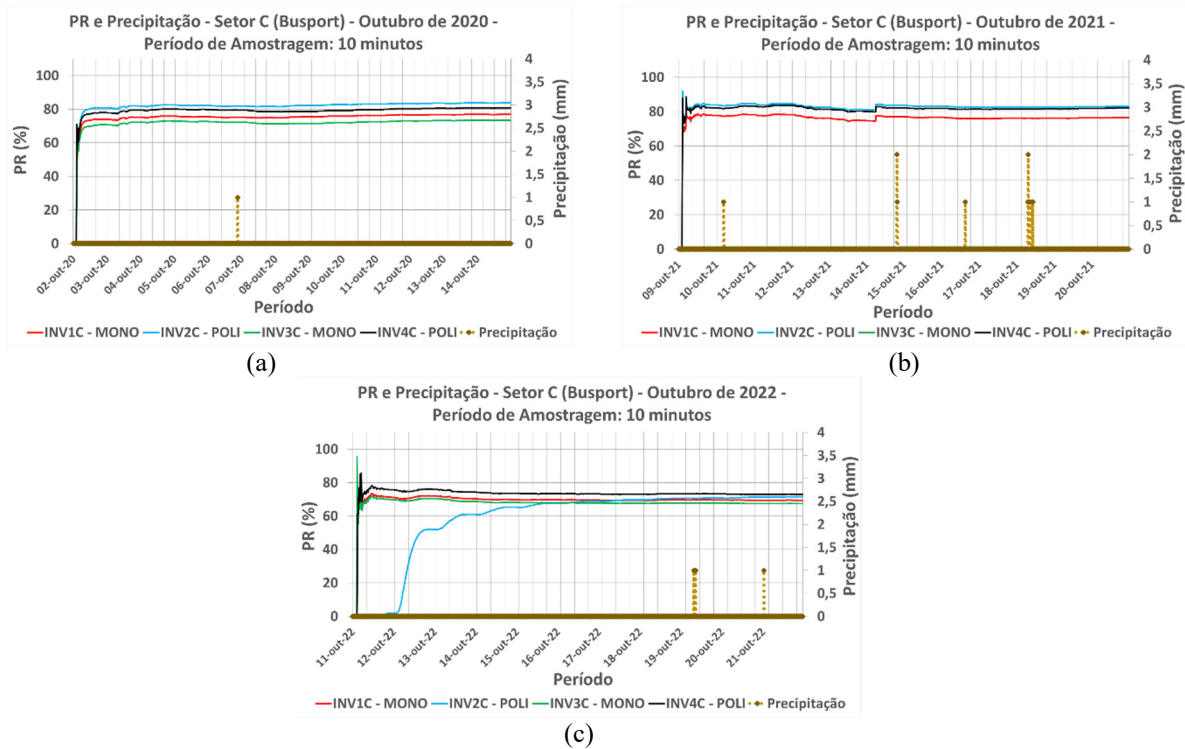 PR e Precipitação - Setor C (Busport) - Outubro de 2020 -
Período de Amostragem: 10 minutos
PR (%)
100
80
60
40
20
0
Precipitação (mm)
4
3,5
3
2,5
2
1,5
1
0,5
0
02-out-20
03-out-20
04-out-20
05-out-20
06-out-20
07-out-20
08-out-20
09-out-20
10-out-20
11-out-20
12-out-20
13-out-20
14-out-20
Período
INV1C - MONO INV2C - POLI INV3C - MONO INV4C - POLI Precipitação
(a)
PR e Precipitação - Setor C (Busport) - Outubro de 2021 -
Período de Amostragem: 10 minutos
PR (%)
100
80
60
40
20
0
Precipitação (mm)
4
3,5
3
2,5
2
1,5
1
0,5
0
09-out-21
10-out-21
11-out-21
12-out-21
13-out-21
14-out-21
15-out-21
16-out-21
17-out-21
18-out-21
19-out-21
20-out-21
Período
INV1C - MONO INV2C - POLI INV3C - MONO INV4C - POLI Precipitação
(b)
PR e Precipitação - Setor C (Busport) - Outubro de 2022 -
Período de Amostragem: 10 minutos
PR (%)
100
80
60
40
20
0
Precipitação (mm)
4
3,5
3
2,5
2
1,5
1
0,5
0
11-out-22
12-out-22
13-out-22
14-out-22
15-out-22
16-out-22
17-out-22
18-out-22
19-out-22
20-out-22
21-out-22
Período
INV1C - MONO INV2C - POLI INV3C - MONO INV4C - POLI Precipitação
(c)